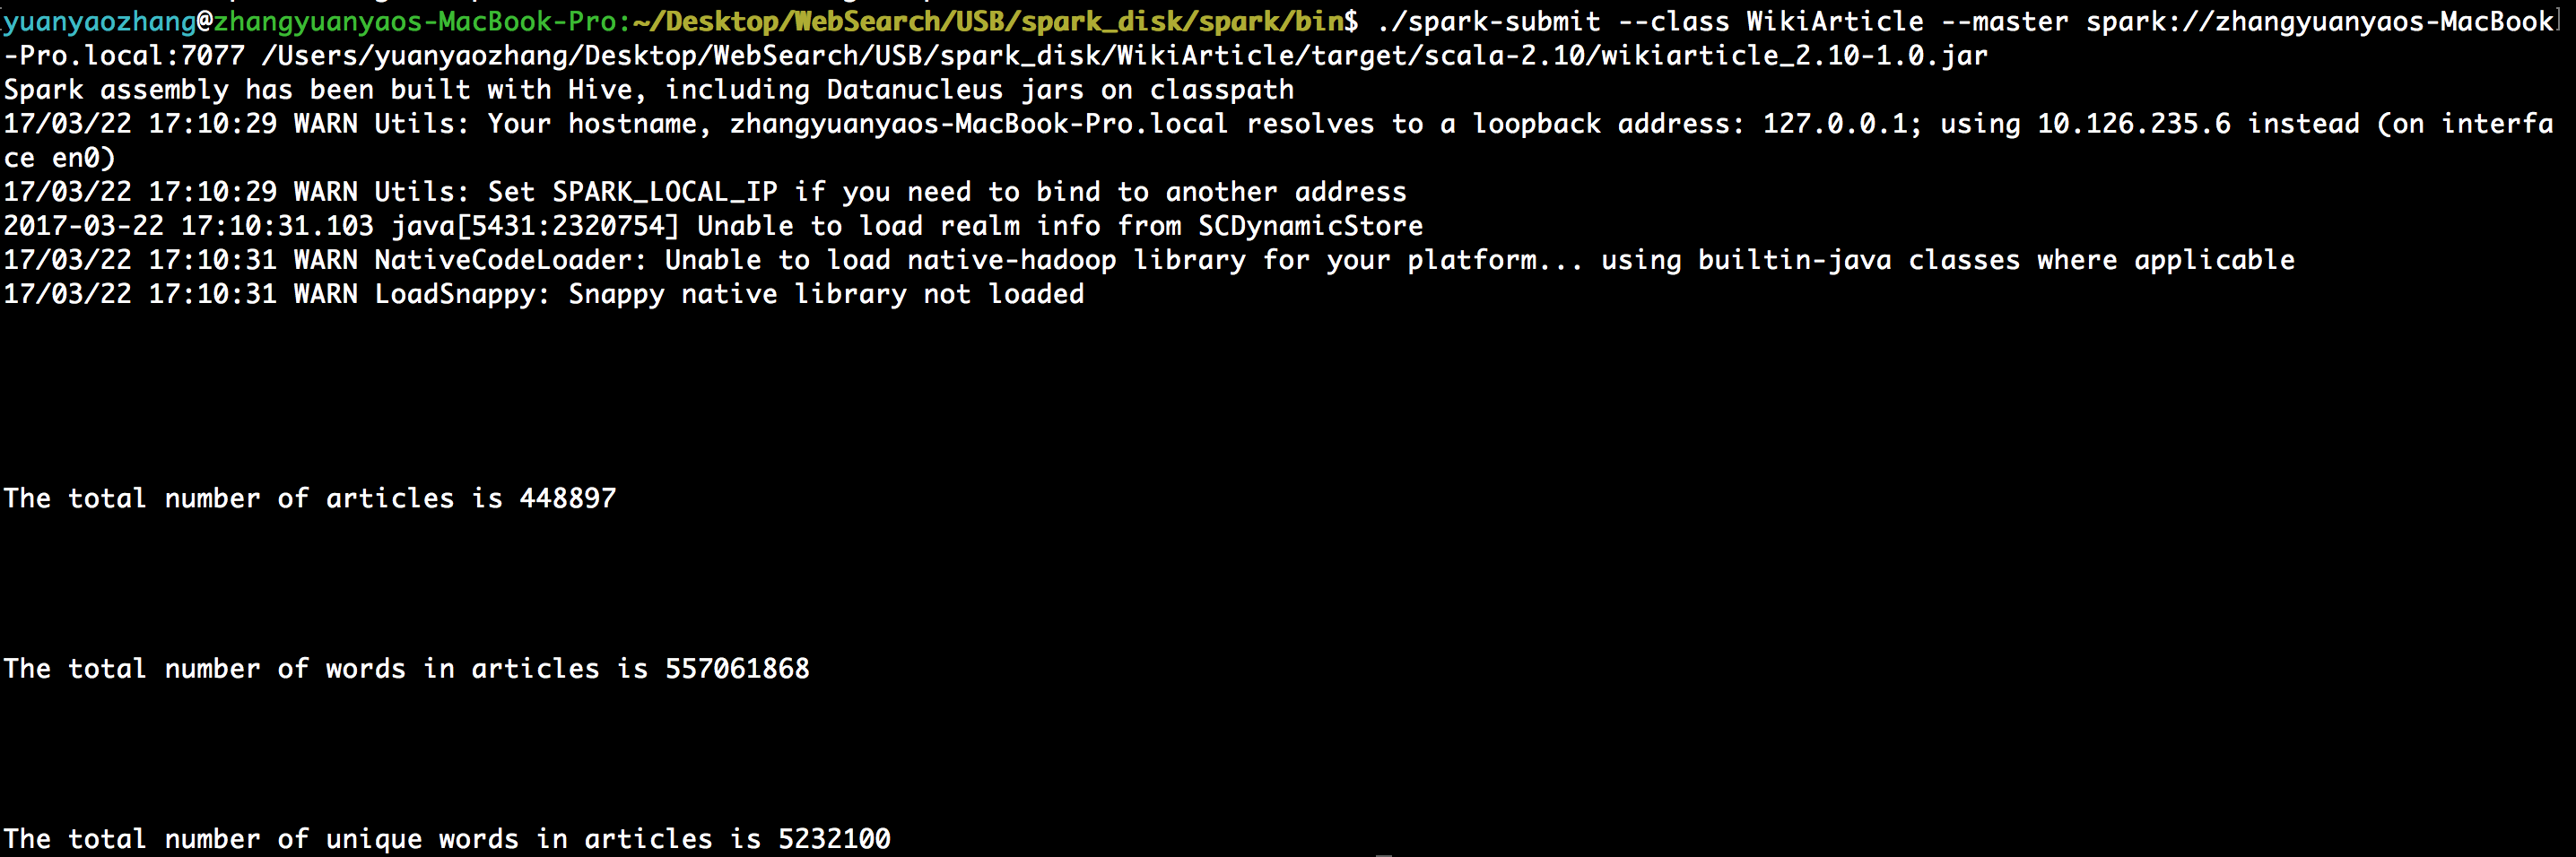 yuanyaozhang@zhangyuanyaos-MacBook-Pro:~/Desktop/WebSearch/USB/spark_disk/spark/bin$ ./spark-submit --class WikiArticle --master spark://zhangyuanyaos-MacBook
-Pro.local:7077 /Users/yuanyaozhang/Desktop/WebSearch/USB/spark_disk/WikiArticle/target/scala-2.10/wikiarticle_2.10-1.0.jar
Spark assembly has been built with Hive, including Datanucleus jars on classpath
17/03/22 17:10:29 WARN Utils: Your hostname, zhangyuanyaos-MacBook-Pro.local resolves to a loopback address: 127.0.0.1; using 10.126.235.6 instead (on interfa
ce en0)
17/03/22 17:10:29 WARN Utils: Set SPARK_LOCAL_IP if you need to bind to another address
2017-03-22 17:10:31.103 java[5431:2320754] Unable to load realm info from SCDynamicStore
17/03/22 17:10:31 WARN NativeCodeLoader: Unable to load native-hadoop library for your platform... using builtin-java classes where applicable
17/03/22 17:10:31 WARN LoadSnappy: Snappy native library not loaded
The total number of articles is 448897
The total number of words in articles is 557061868
The total number of unique words in articles is 5232100